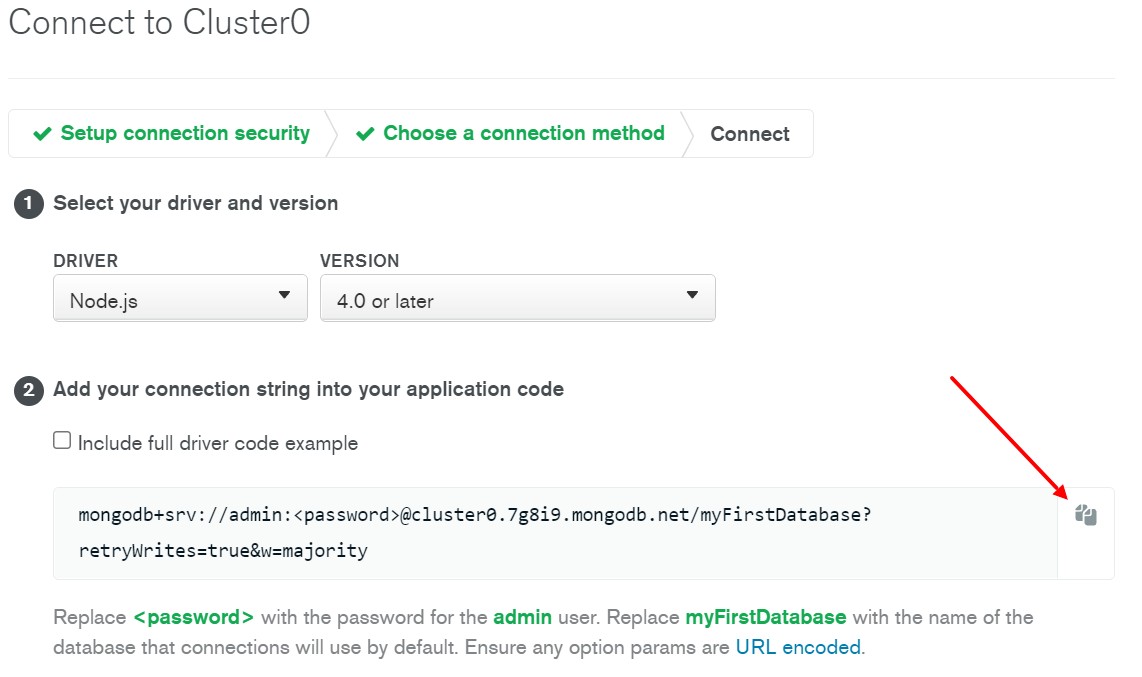 Connect to Cluster0
Setup connection security
Choose a connection method
Connect
1 Select your driver and version
DRIVER
VERSION
Node.js
4.0 or later
2 Add your connection string into your application code
Include full driver code example
mongodb+srv://admin:<password>@cluster0.7g8i9.mongodb.net/myFirstDatabase?
retryWrites=true&w=majority
Replace <password> with the password for the admin user. Replace myFirstDatabase with the name of the
database that connections will use by default. Ensure any option params are URL encoded.